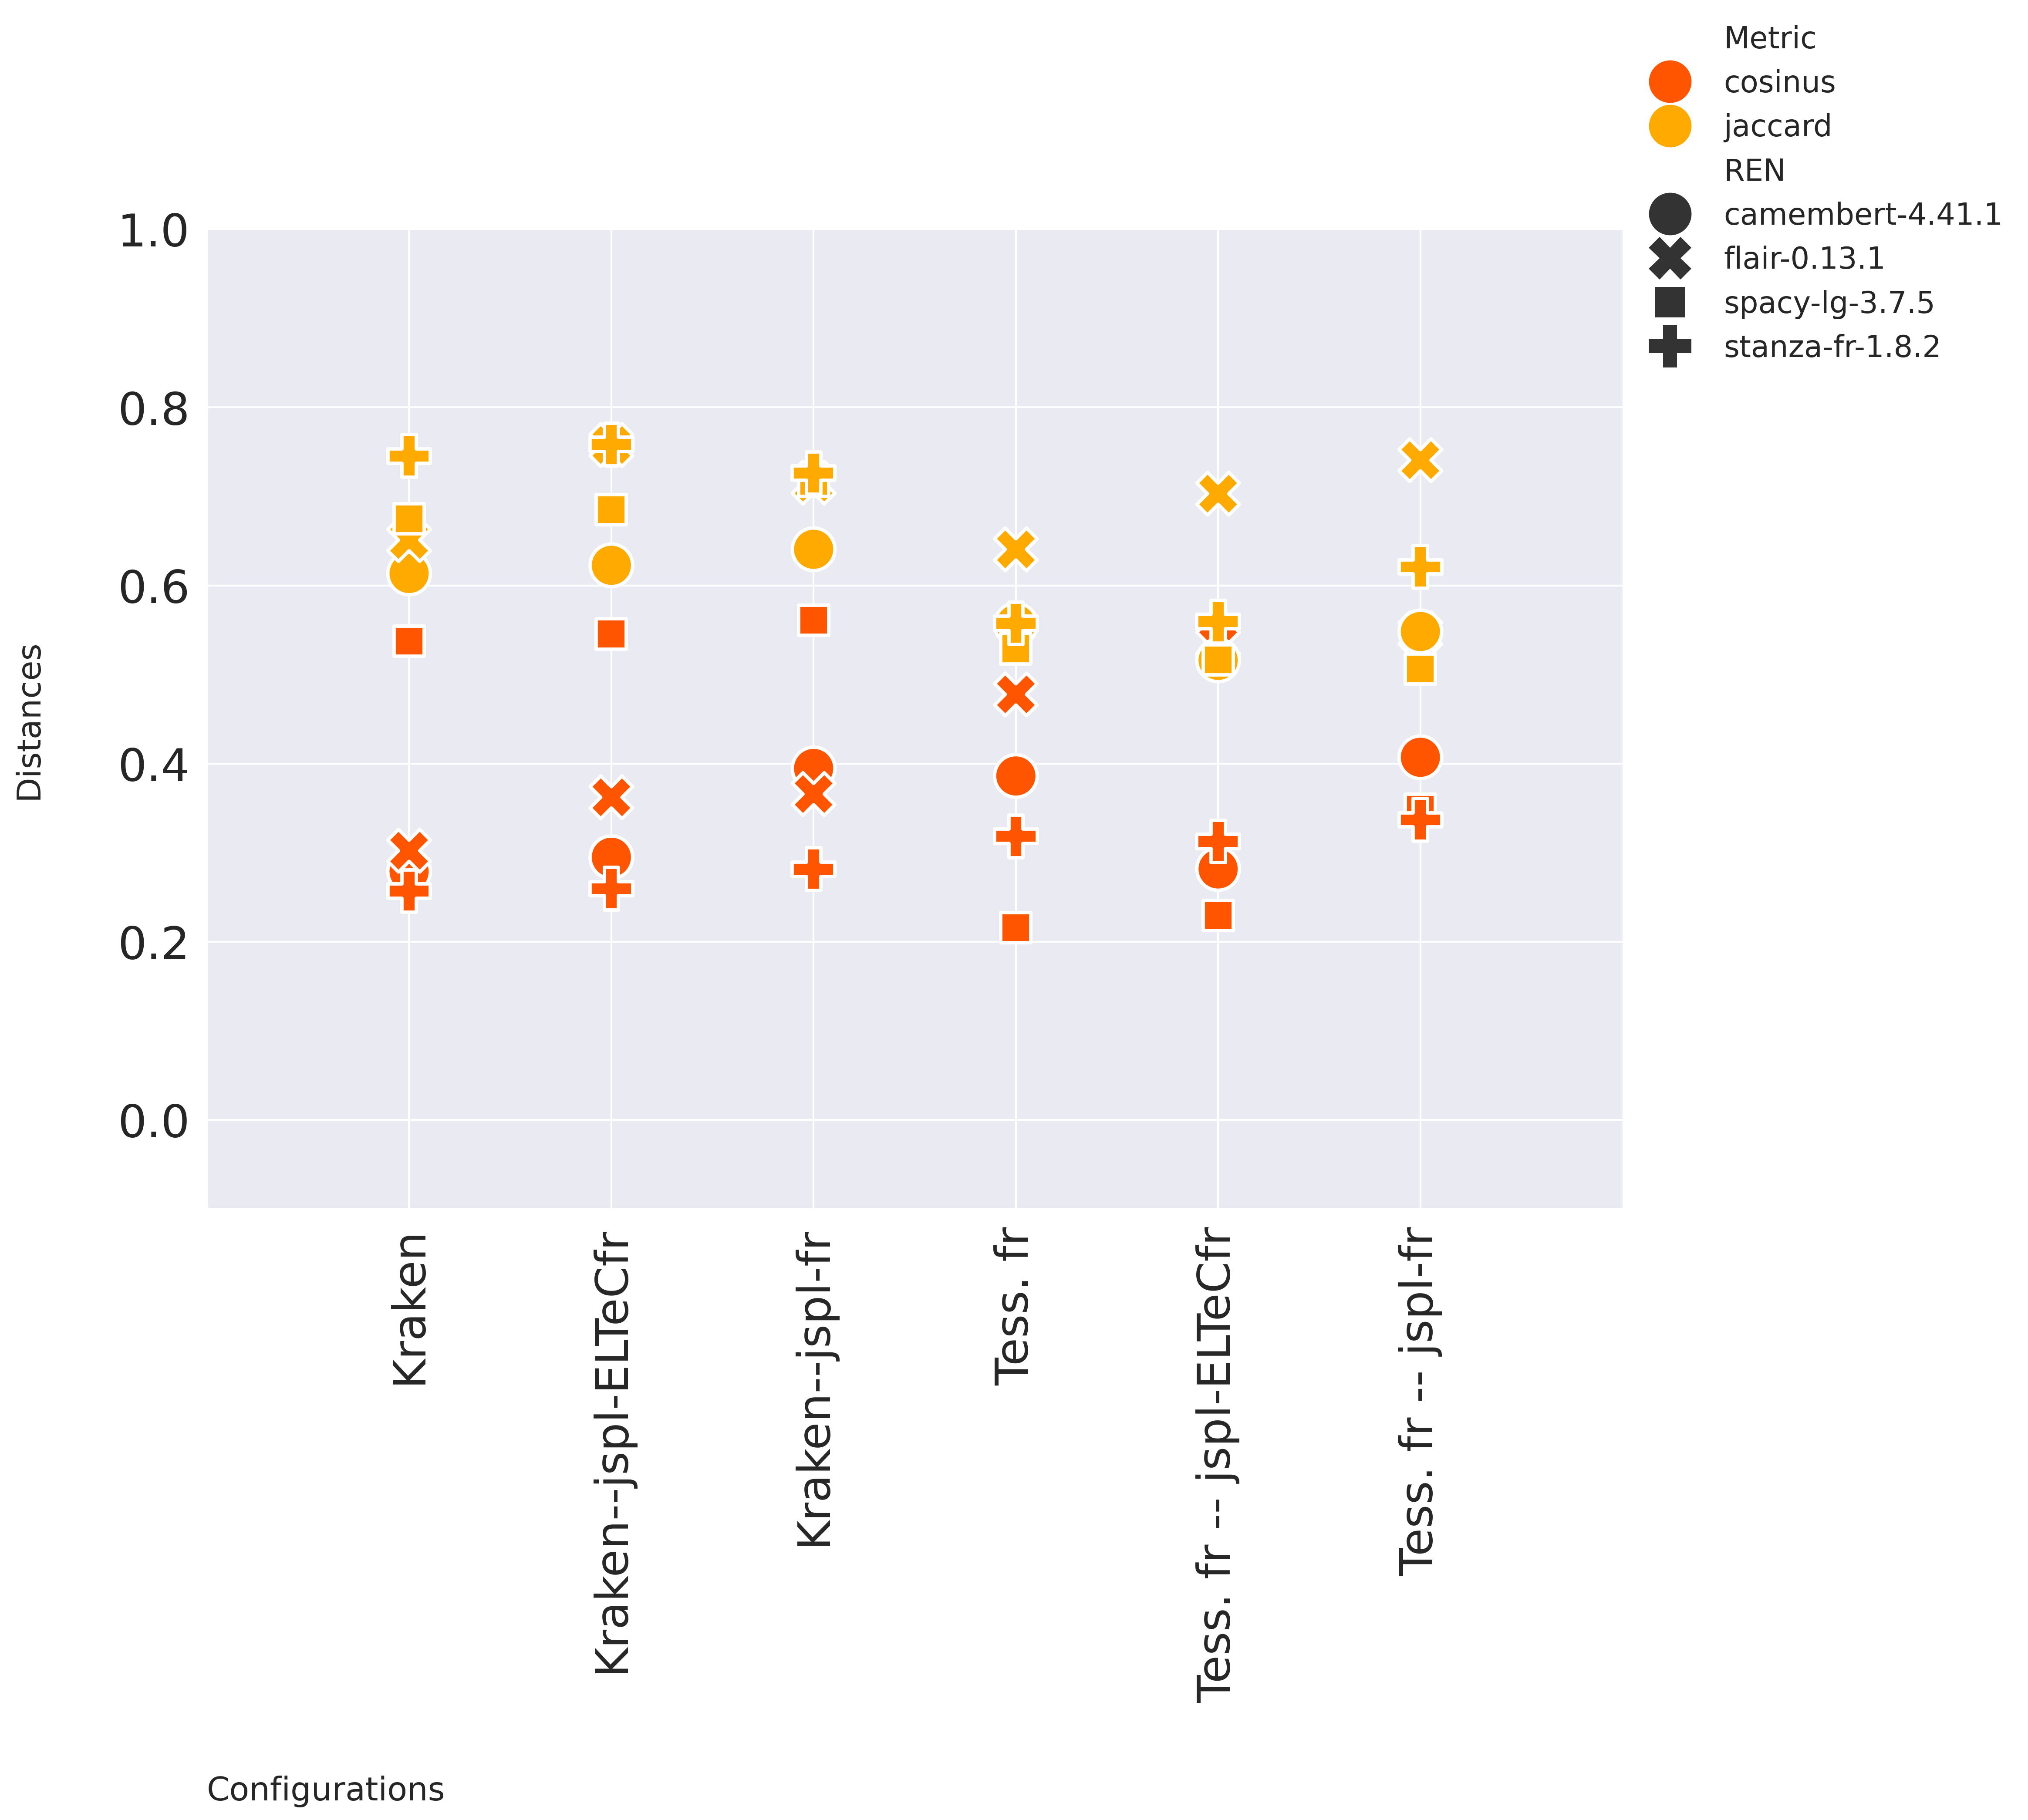 Metric
cosinus
jaccard
REN
camembert-4.41.1
flair-0.13.1
spacy-lg-3.7.5
stanza-fr-1.8.2
1.0
0.8
0.6
0.4
0.2
0.0
Distances
Kraken
Kraken--jspl-ELTeCfr
Kraken--jspl-fr
Tess. fr
Tess. fr -- jspl-ELTeCfr
Tess. fr -- jspl-fr
Configurations